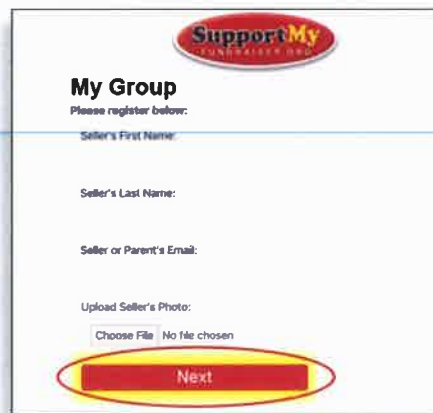 SupportMy
FUNDRAISER.ORG
My Group
Please register below:
Seller's First Name:
Seller's Last Name:
Seller or Parent's Email:
Upload Seller's Photo:
Choose File No file chosen
Next